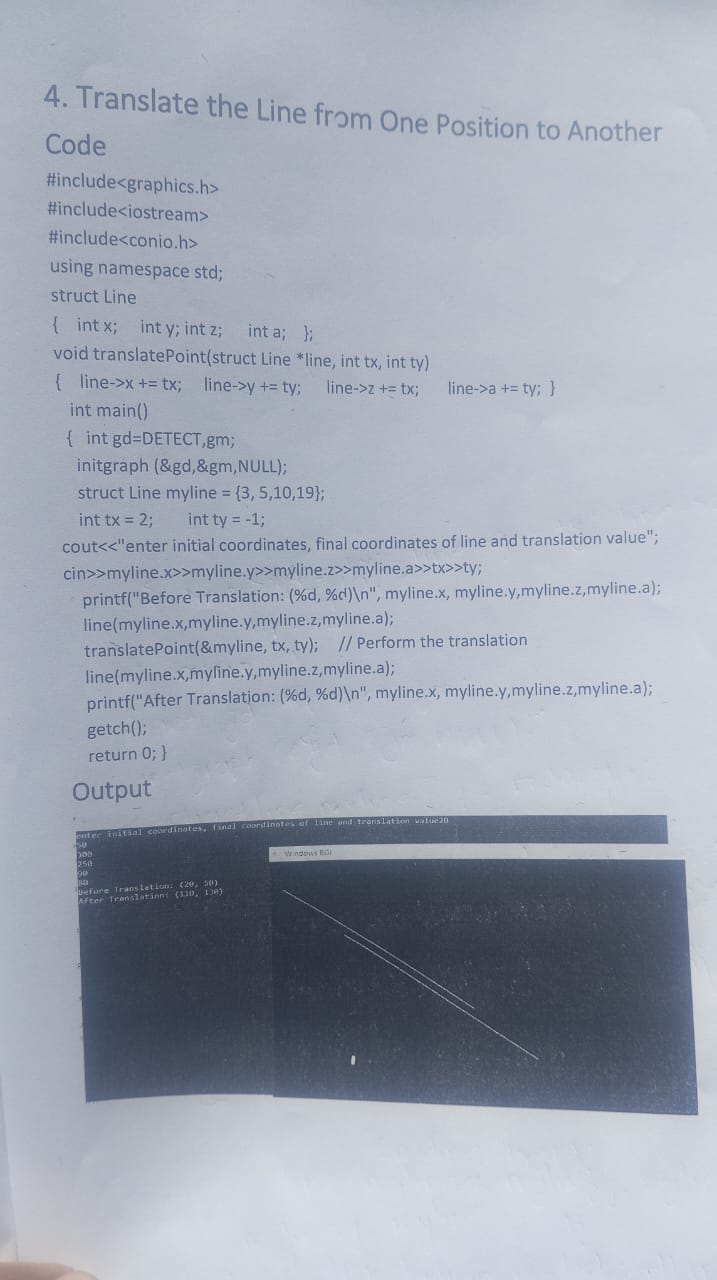 4. Translate the Line from One Position to Another
Code
#include<graphics.h>
#include<iostream>
#include<conio.h>
using namespace std;
struct Line
{ int x; int y; int z; int a; };
void translatePoint(struct Line *line, int tx, int ty)
{ line->x += tx; line->y += ty; line->z += tx; line->a += ty; }
int main()
{ int gd=DETECT,gm;
initgraph (&gd,&gm,NULL);
struct Line myline = {3, 5,10,19};
int tx = 2; int ty = -1;
cout<<"enter initial coordinates, final coordinates of line and translation value";
cin>>myline.x>>myline.y>>myline.z>>myline.a>>tx>>ty;
printf("Before Translation: (%d, %d)\n", myline.x, myline.y,myline.z,myline.a);
line(myline.x,myline.y,myline.z,myline.a);
translatePoint(&myline, tx, ty); // Perform the translation
line(myline.x,myline.y,myline.z,myline.a);
printf("After Translation: (%d, %d)\n", myline.x, myline.y,myline.z,myline.a);
getch();
return 0; }
Output
enter initial coordinates, final coordinates of line and translation value20
50
300
250
90
80
Before Translation: (20, 50)
After Translation: (110, 130)
Windows BGI